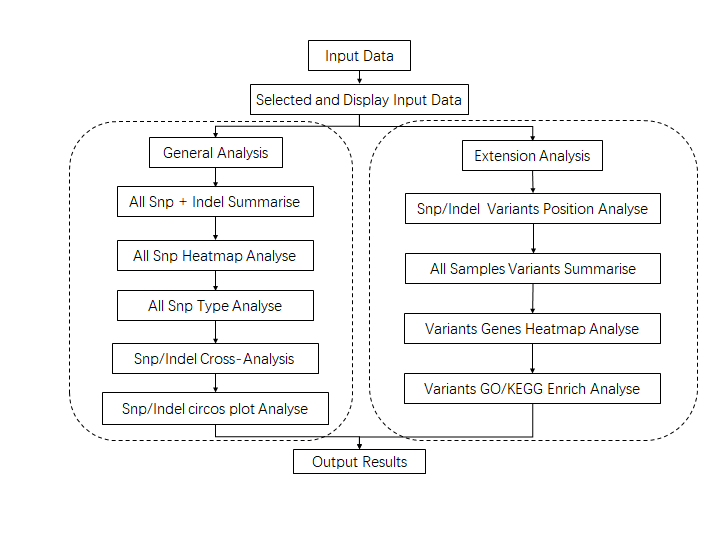 Input Data
Selected and Display Input Data
General Analysis
All Snp + Indel Summarise
All Snp Heatmap Analyse
All Snp Type Analyse
Snp/Indel Cross-Analysis
Snp/Indel circos plot Analyse
Extension Analysis
Snp/Indel Variants Position Analyse
All Samples Variants Summarise
Variants Genes Heatmap Analyse
Variants GO/KEGG Enrich Analyse
Output Results